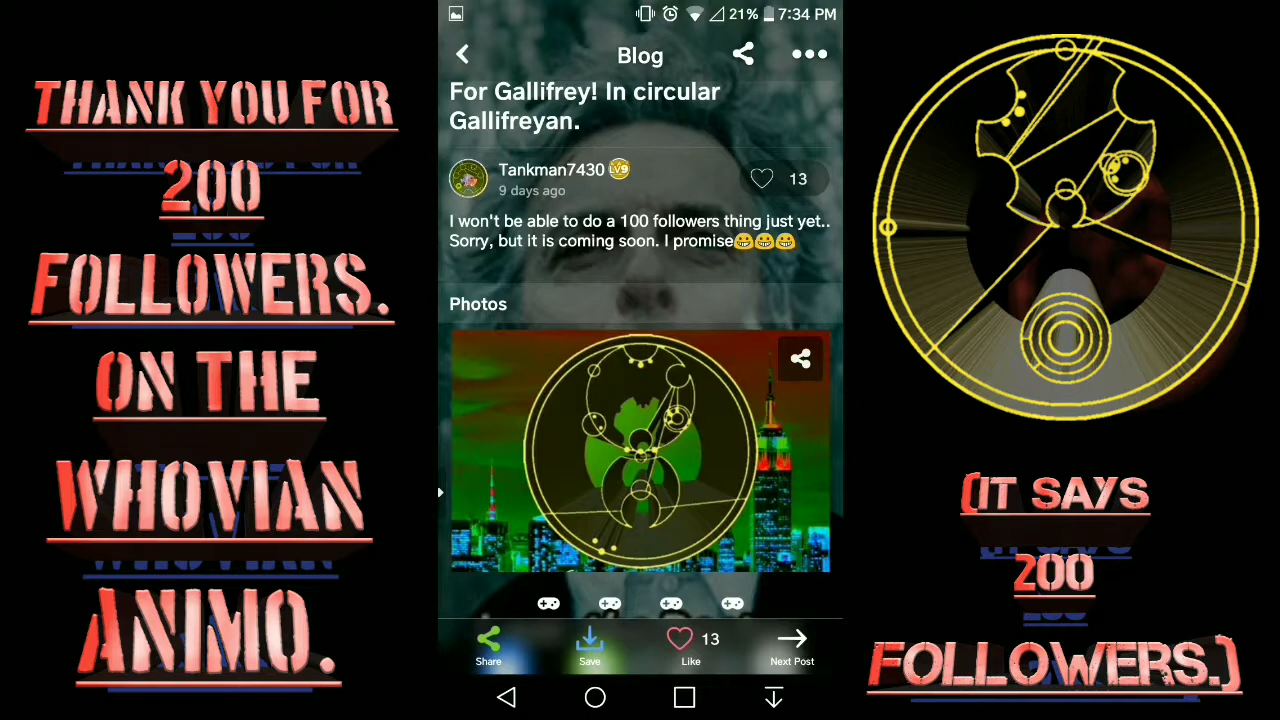 THANK YOU FOR
200
FOLLOWERS.
ON THE
WHOVIAN
ANIMO.
21% 7:34 PM
Blog
For Gallifrey! In circular
Gallifreyan.
Tankman7430 LV9
9 days ago
13
I won't be able to do a 100 followers thing just yet..
Sorry, but it is coming soon. I promise😀😀😀
Photos
Share
Save
13
Like
Next Post
(IT SAYS
200
FOLLOWERS.)